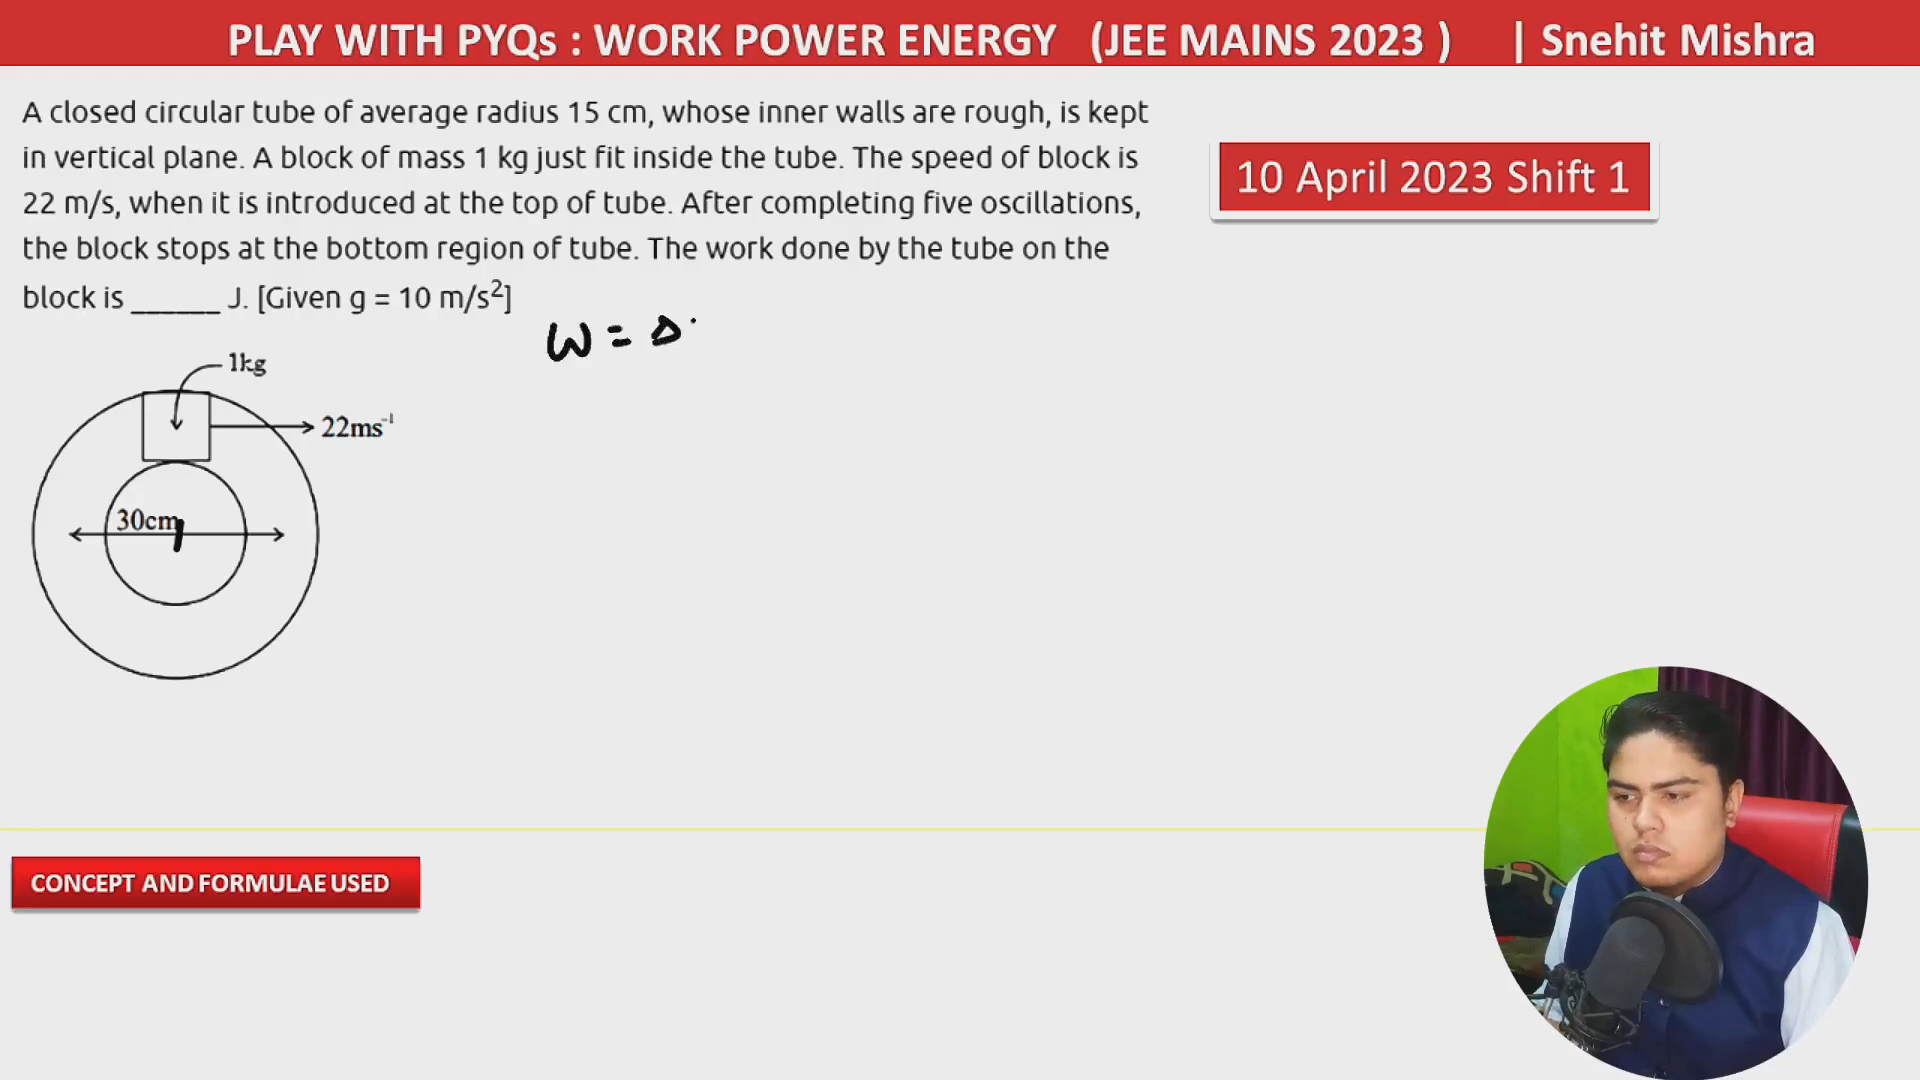 PLAY WITH PYQs : WORK POWER ENERGY (JEE MAINS 2023 ) | Snehit Mishra
A closed circular tube of average radius 15 cm, whose inner walls are rough, is kept
in vertical plane. A block of mass 1 kg just fit inside the tube. The speed of block is
22 m/s, when it is introduced at the top of tube. After completing five oscillations,
the block stops at the bottom region of tube. The work done by the tube on the
block is ______ J. [Given g = 10 m/s²]
10 April 2023 Shift 1
W = Δ
1kg
22ms⁻¹
30cm
CONCEPT AND FORMULAE USED